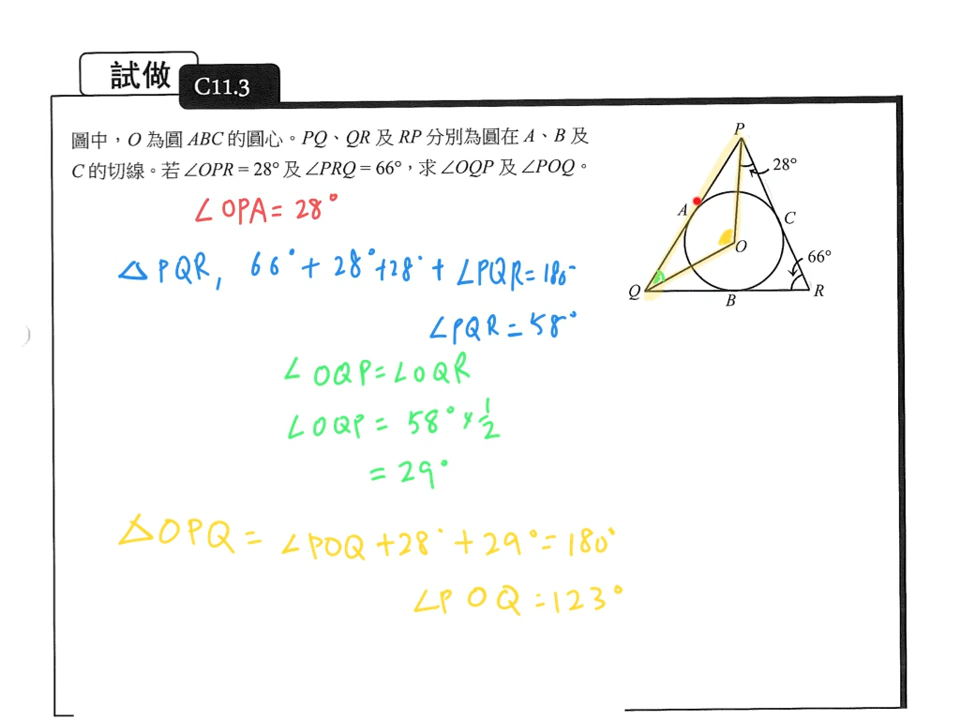 試做
C11.3
圖中，O 為圓 ABC 的圓心。PQ、QR 及 RP 分別為圓在 A、B 及
C 的切線。若 ∠OPR = 28° 及 ∠PRQ = 66°，求 ∠OQP 及 ∠POQ。
P
28°
A
C
O
66°
Q
B
R
∠OPA = 28°
△PQR, 66° + 28° + 28° + ∠PQR = 180°
∠PQR = 58°
∠OQP = ∠OQR
∠OQP = 58° × 1/2
= 29°
△OPQ = ∠POQ + 28° + 29° = 180°
∠POQ = 123°